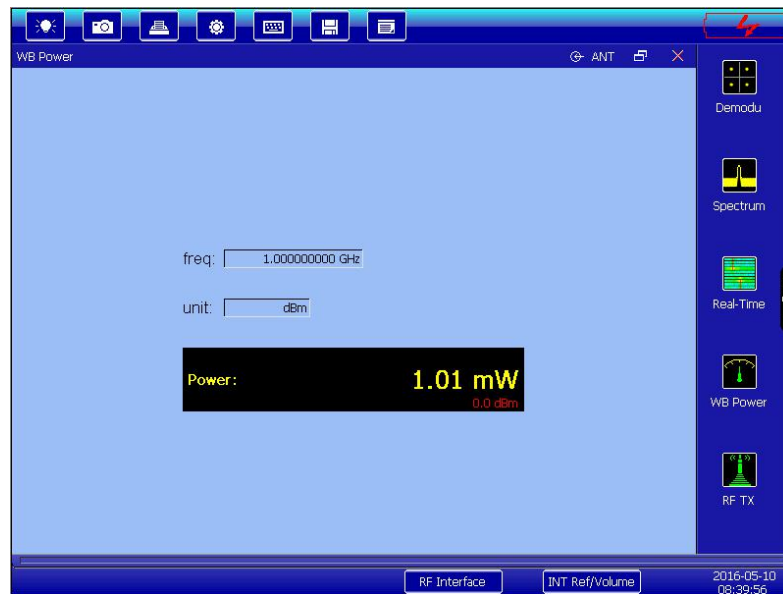 WB Power
ANT
Demodu
Spectrum
freq: 1.000000000 GHz
unit: dBm
Real-Time
Power: 1.01 mW
0.0 dBm
WB Power
RF TX
RF Interface
INT Ref/Volume
2016-05-10
08:39:56